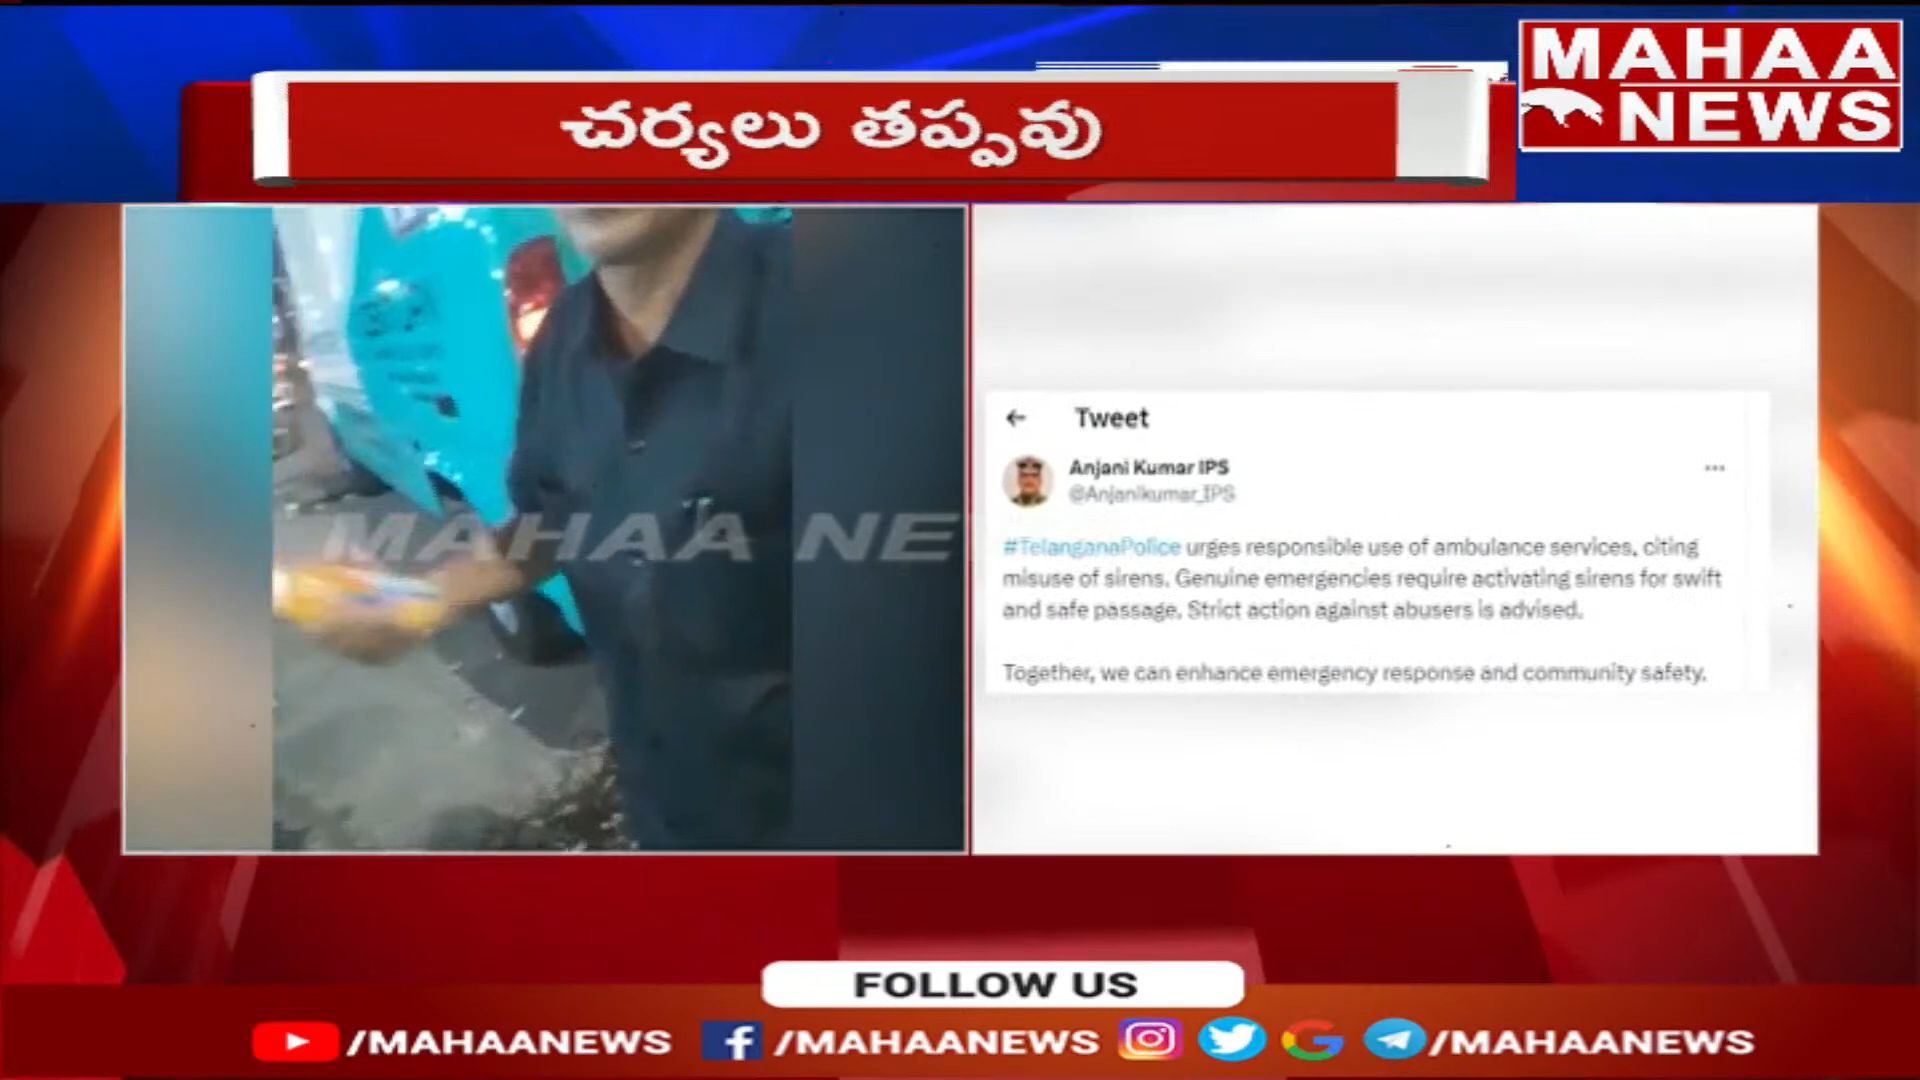 MAHAA
NEWS
చర్యలు తప్పవు
MAHAA NE
Tweet
Anjani Kumar IPS
@Anjanikumar_IPS
#TelanganaPolice urges responsible use of ambulance services, citing
misuse of sirens. Genuine emergencies require activating sirens for swift
and safe passage. Strict action against abusers is advised.
Together, we can enhance emergency response and community safety.
FOLLOW US
/MAHAANEWS /MAHAANEWS /MAHAANEWS